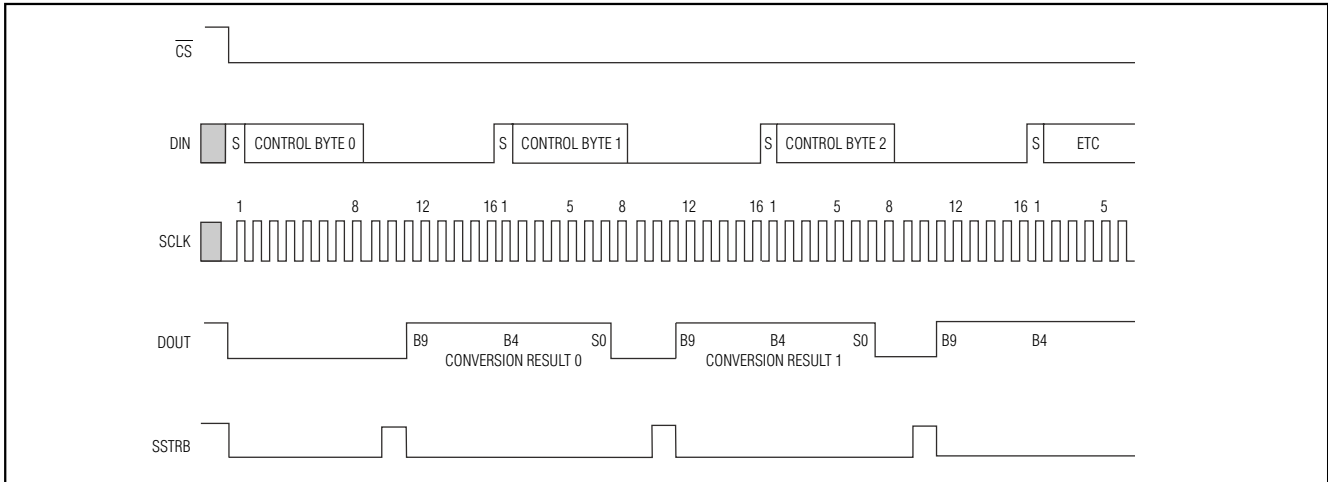 CS
DIN S CONTROL BYTE 0 S CONTROL BYTE 1 S CONTROL BYTE 2 S ETC
1 8 12 16 1 5 8 12 16 1 5 8 12 16 1 5
SCLK
DOUT B9 B4 S0 B9 B4 S0 B9 B4
CONVERSION RESULT 0 CONVERSION RESULT 1
SSTRB